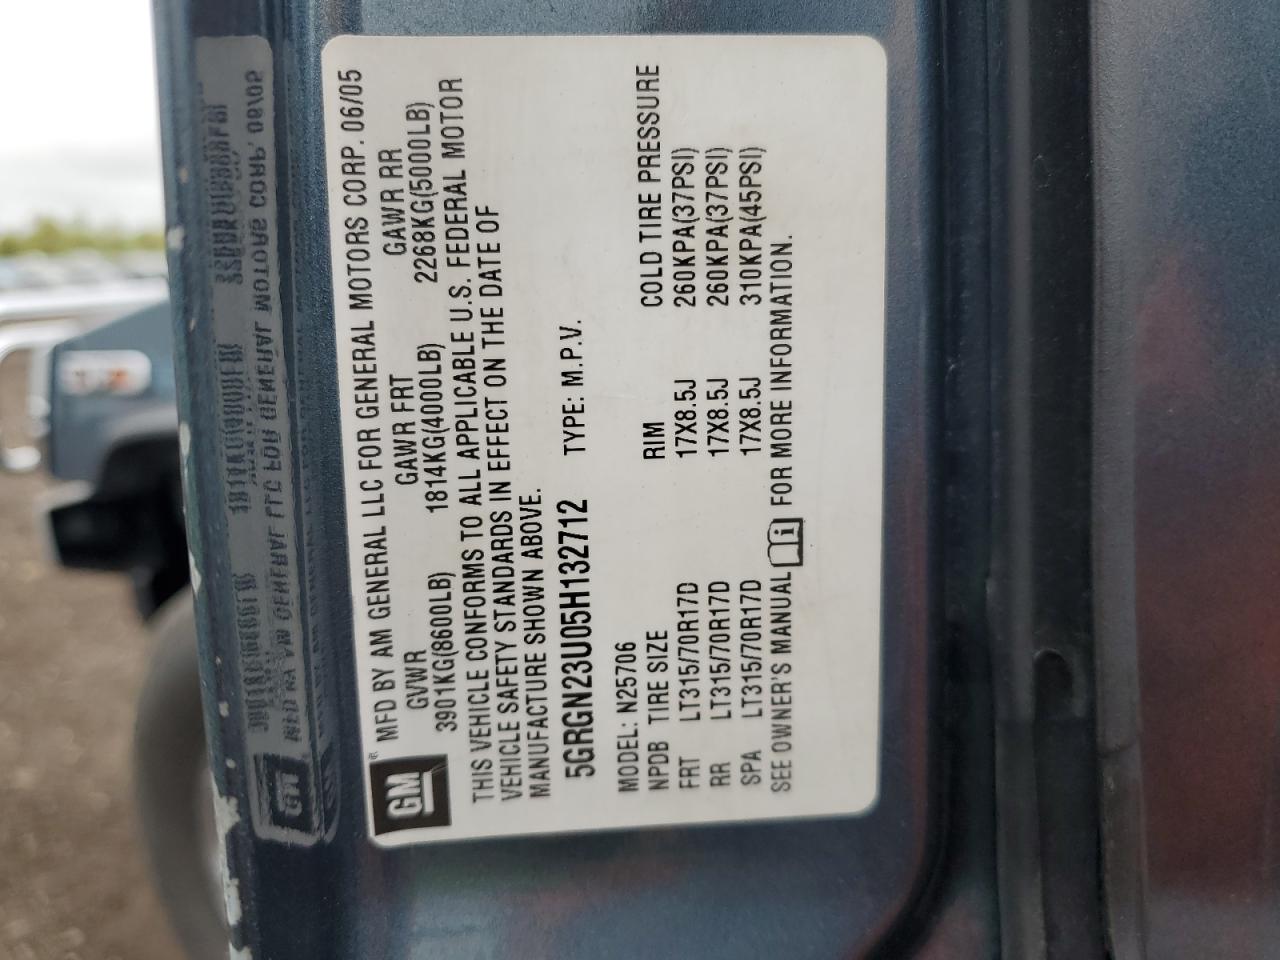 GM
® MFD BY AM GENERAL LLC FOR GENERAL MOTORS CORP. 06/05
GVWR GAWR FRT GAWR RR
3901KG(8600LB) 1814KG(4000LB) 2268KG(5000LB)
THIS VEHICLE CONFORMS TO ALL APPLICABLE U.S. FEDERAL MOTOR
VEHICLE SAFETY STANDARDS IN EFFECT ON THE DATE OF
MANUFACTURE SHOWN ABOVE.
5GRGN23U05H132712 TYPE: M.P.V.
MODEL: N25706
NPDB TIRE SIZE RIM COLD TIRE PRESSURE
FRT LT315/70R17D 17X8.5J 260KPA(37PSI)
RR LT315/70R17D 17X8.5J 260KPA(37PSI)
SPA LT315/70R17D 17X8.5J 310KPA(45PSI)
SEE OWNER'S MANUAL i FOR MORE INFORMATION.